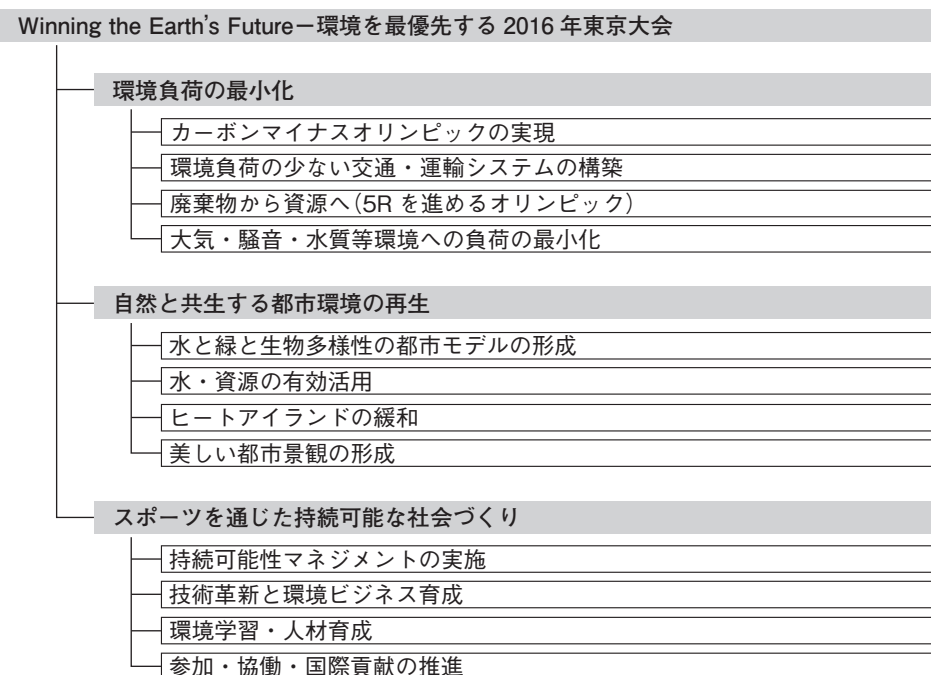 Winning the Earth's Future－環境を最優先する 2016 年東京大会
環境負荷の最小化
カーボンマイナスオリンピックの実現
環境負荷の少ない交通・運輸システムの構築
廃棄物から資源へ（5R を進めるオリンピック）
大気・騒音・水質等環境への負荷の最小化
自然と共生する都市環境の再生
水と緑と生物多様性の都市モデルの形成
水・資源の有効活用
ヒートアイランドの緩和
美しい都市景観の形成
スポーツを通じた持続可能な社会づくり
持続可能性マネジメントの実施
技術革新と環境ビジネス育成
環境学習・人材育成
参加・協働・国際貢献の推進